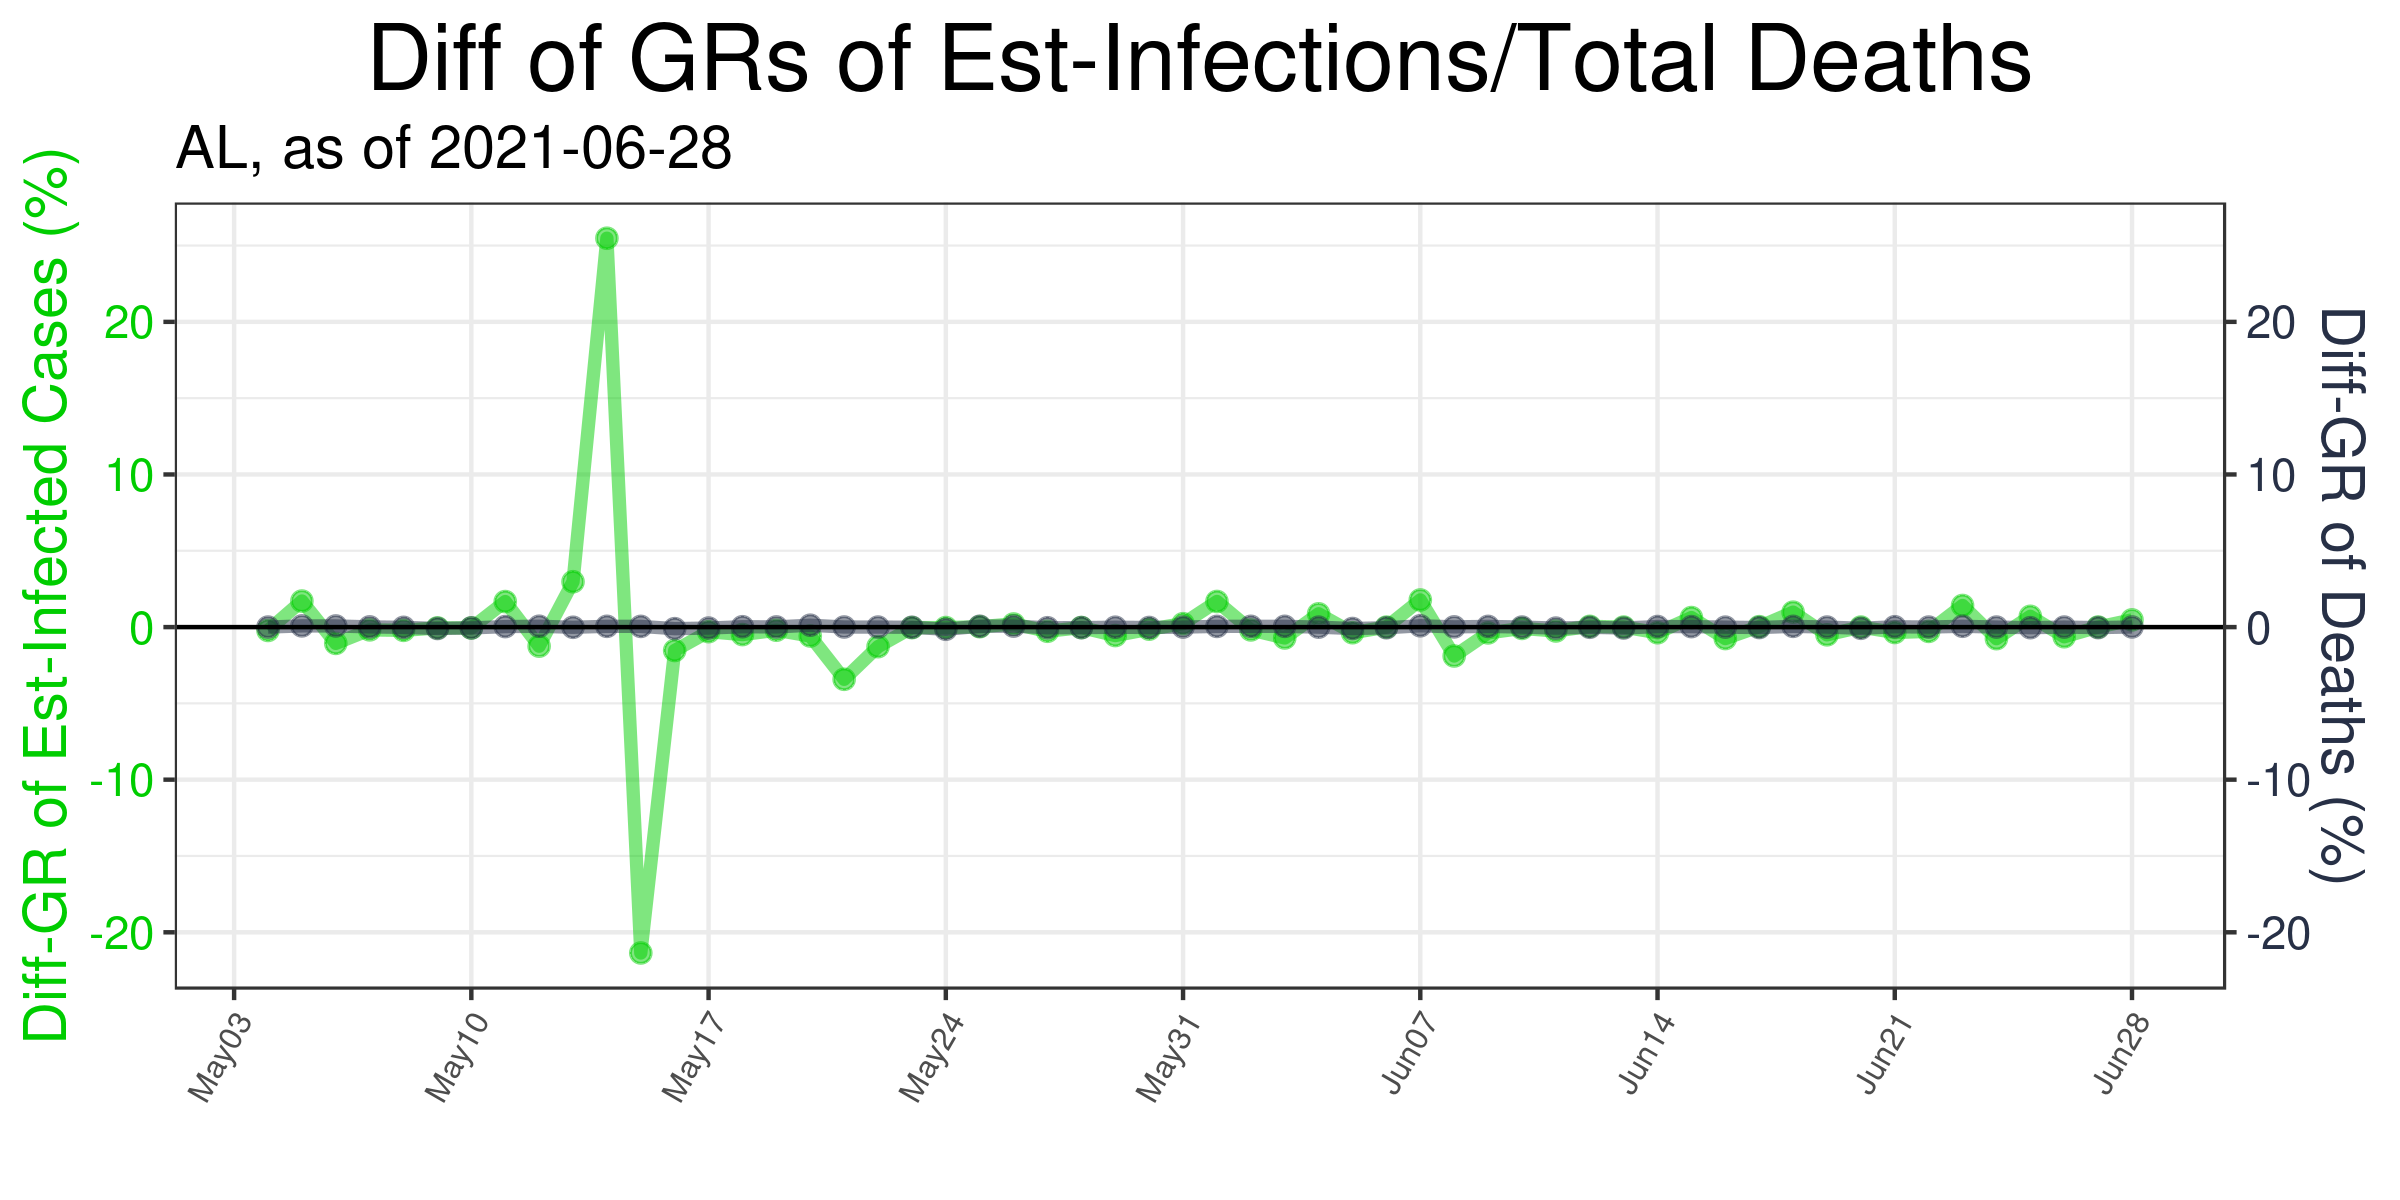 Diff of GRs of Est-Infections/Total Deaths
AL, as of 2021-06-28
Diff-GR of Est-Infected Cases (%)
20
10
0
-10
-20
20
10
0
-10
-20
Diff-GR of Deaths (%)
May03
May10
May17
May24
May31
Jun07
Jun14
Jun21
Jun28